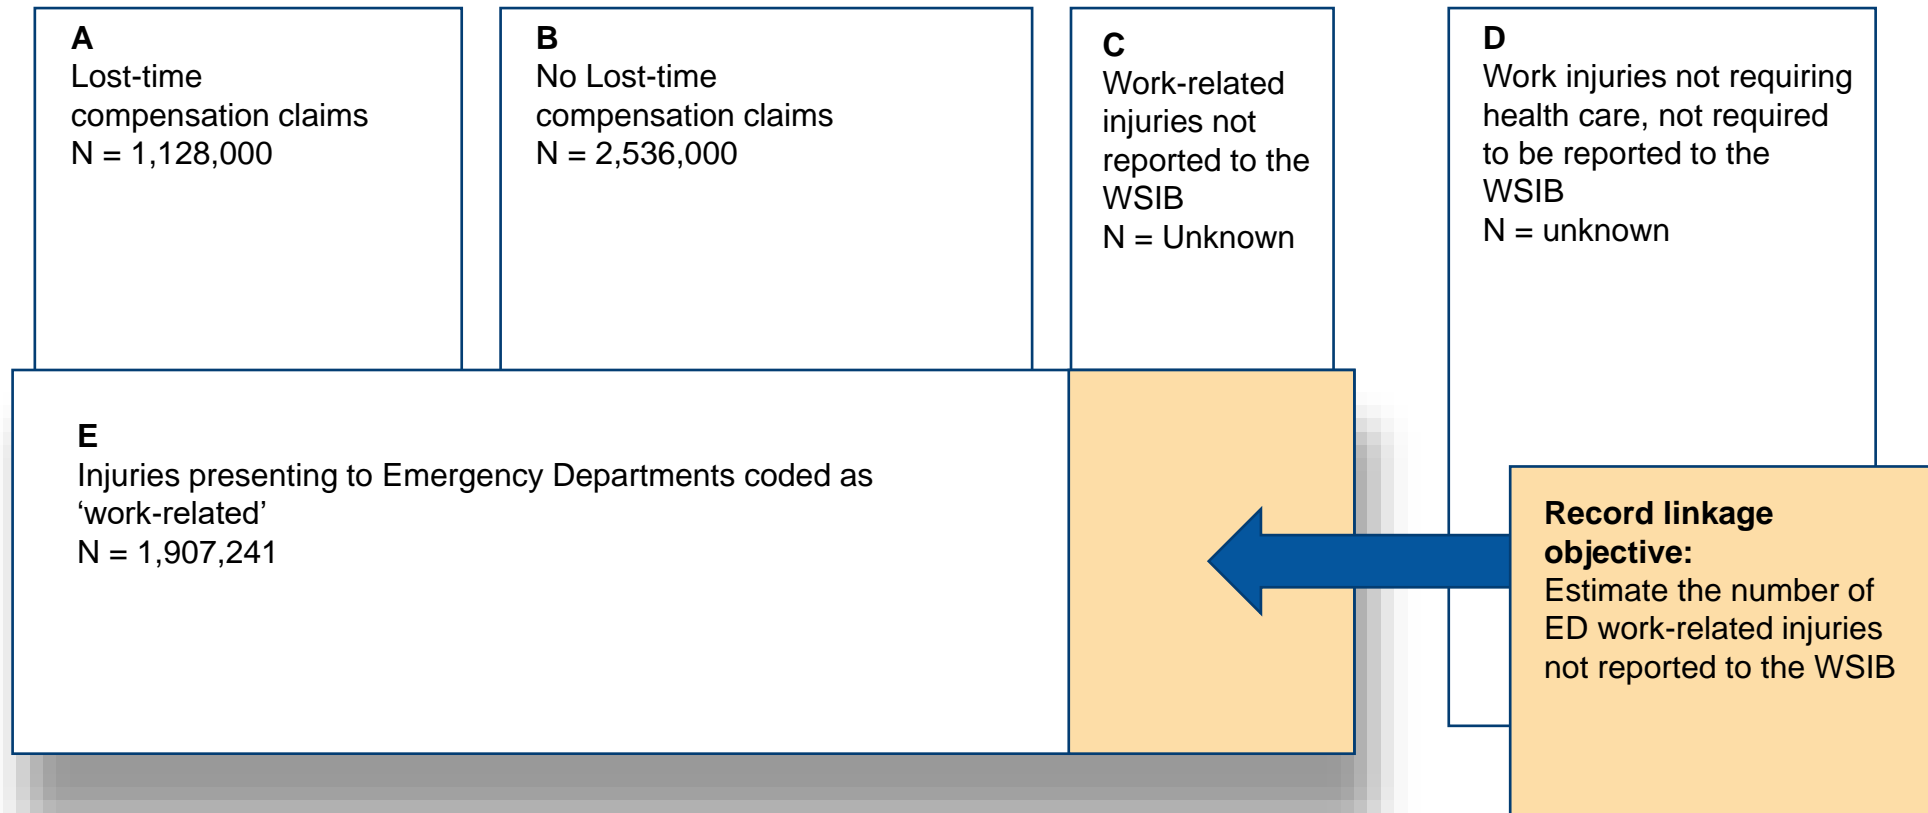 A
Lost-time
compensation claims
N = 1,128,000
B
No Lost-time
compensation claims
N = 2,536,000
C
Work-related
injuries not
reported to the
WSIB
N = Unknown
D
Work injuries not requiring
health care, not required
to be reported to the
WSIB
N = unknown
E
Injuries presenting to Emergency Departments coded as
‘work-related’
N = 1,907,241
Record linkage
objective:
Estimate the number of
ED work-related injuries
not reported to the WSIB